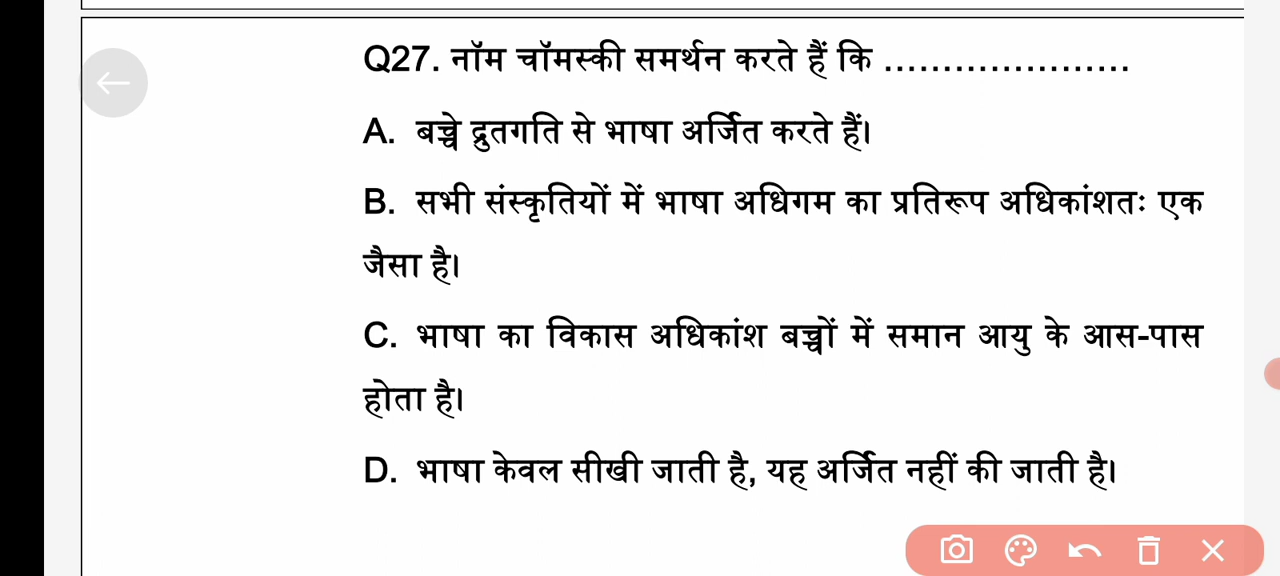 Q27. नॉम चॉमस्की समर्थन करते हैं कि .....................
A. बच्चे द्रुतगति से भाषा अर्जित करते हैं।
B. सभी संस्कृतियों में भाषा अधिगम का प्रतिरूप अधिकांशतः एक
जैसा है।
C. भाषा का विकास अधिकांश बच्चों में समान आयु के आस-पास
होता है।
D. भाषा केवल सीखी जाती है, यह अर्जित नहीं की जाती है।